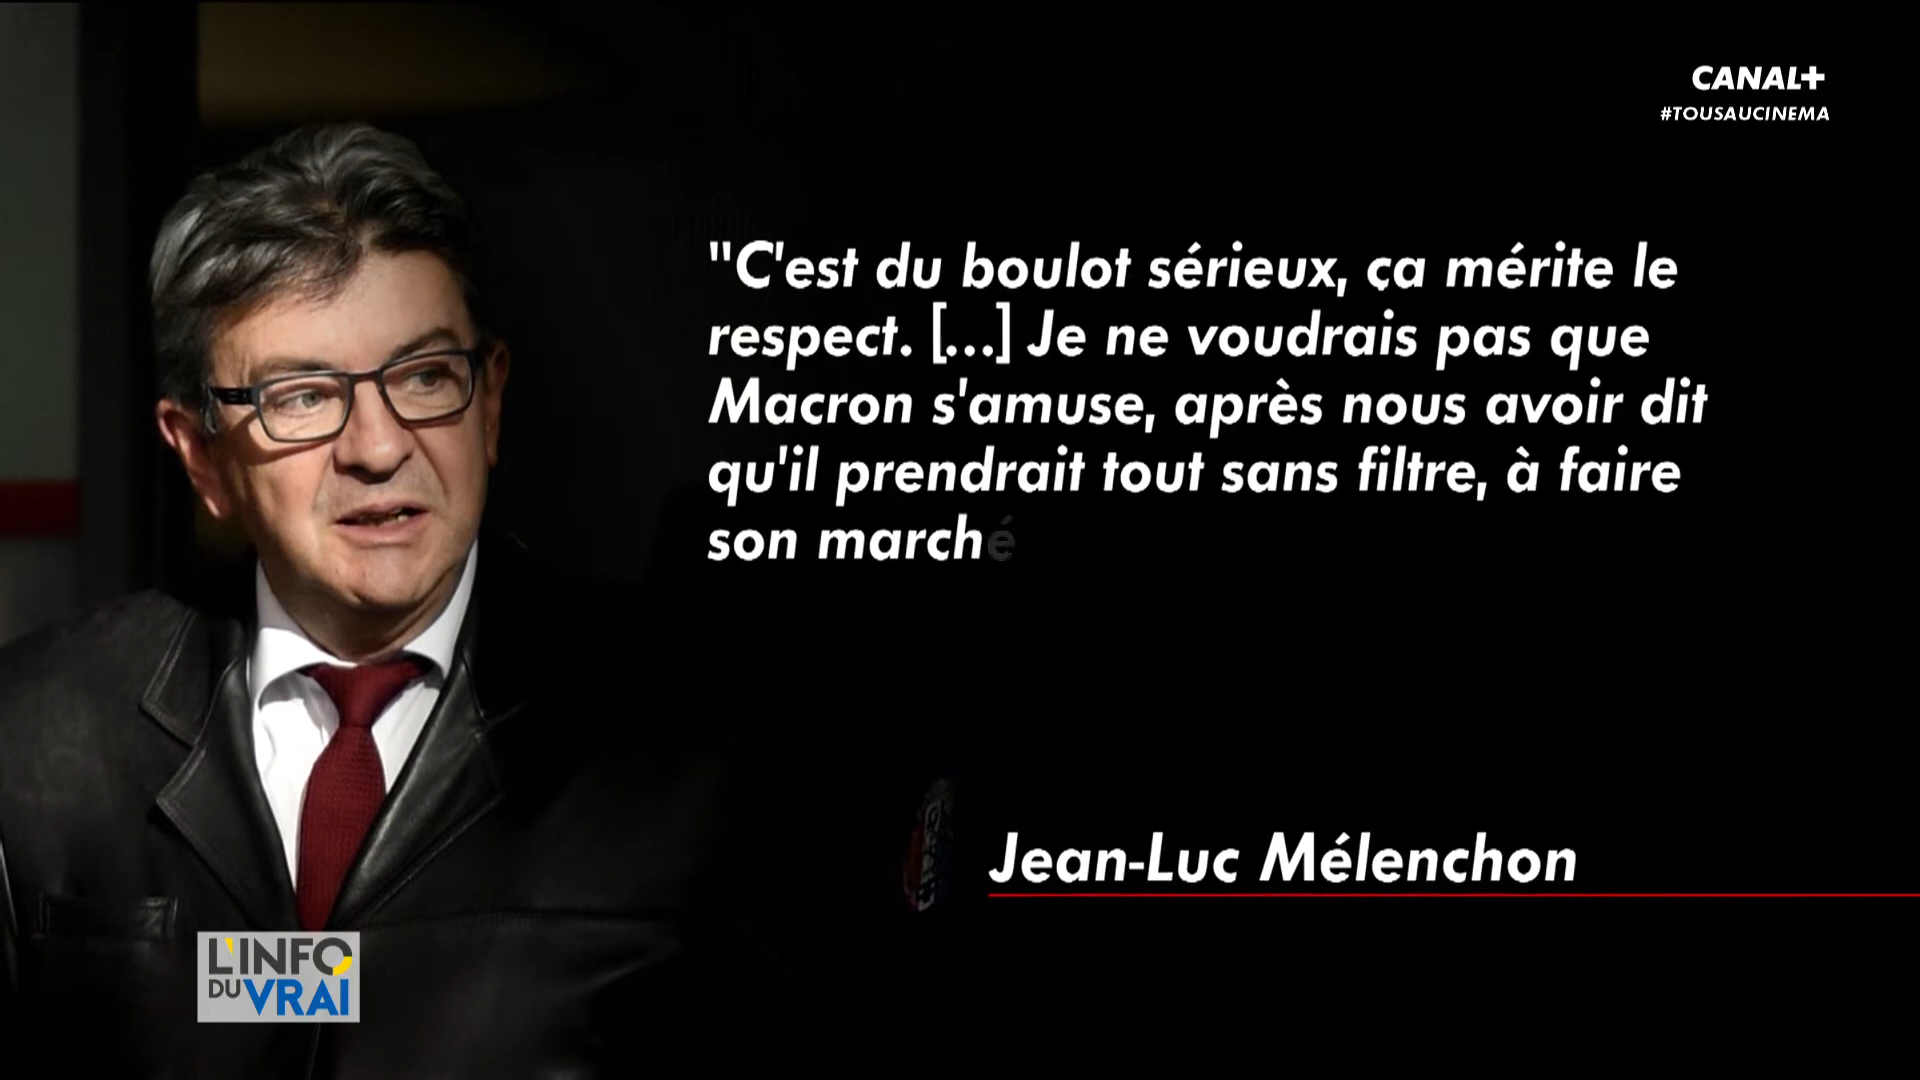 CANAL+
#TOUSAUCINEMA
"C'est du boulot sérieux, ça mérite le
respect. [...] Je ne voudrais pas que
Macron s'amuse, après nous avoir dit
qu'il prendrait tout sans filtre, à faire
son marché
Jean-Luc Mélenchon
L'INFO
DU VRAI